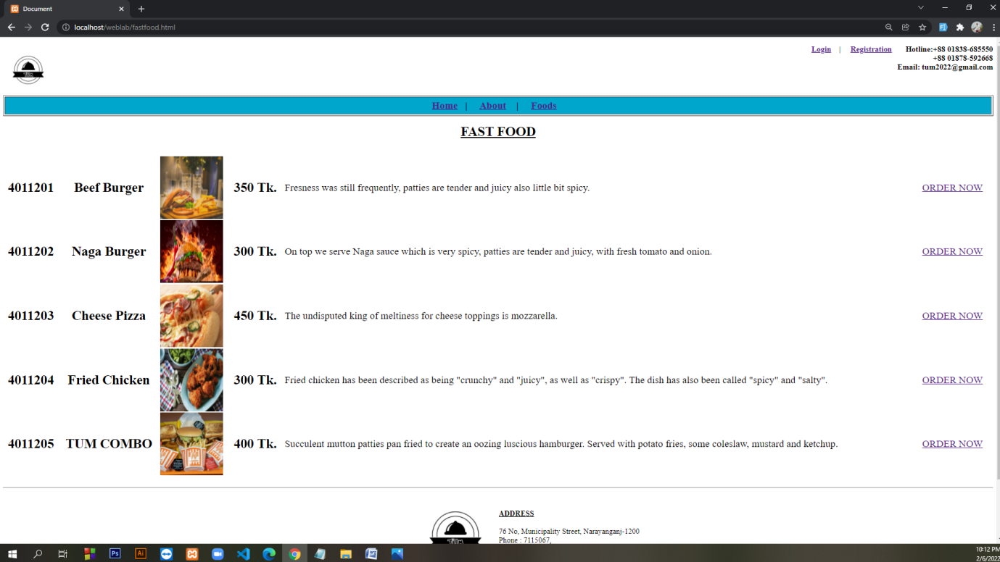 Document
localhost/weblab/fastfood.html
Login | Registration Hotline:+88 01838-685550
+88 01878-592668
Email: tum2022@gmail.com
Home | About | Foods
FAST FOOD
4011201 Beef Burger 350 Tk. Fresness was still frequently, patties are tender and juicy also little bit spicy. ORDER NOW
4011202 Naga Burger 300 Tk. On top we serve Naga sauce which is very spicy, patties are tender and juicy, with fresh tomato and onion. ORDER NOW
4011203 Cheese Pizza 450 Tk. The undisputed king of meltiness for cheese toppings is mozzarella. ORDER NOW
4011204 Fried Chicken 300 Tk. Fried chicken has been described as being "crunchy" and "juicy", as well as "crispy". The dish has also been called "spicy" and "salty". ORDER NOW
4011205 TUM COMBO 400 Tk. Succulent mutton patties pan fried to create an oozing luscious hamburger. Served with potato fries, some coleslaw, mustard and ketchup. ORDER NOW
ADDRESS
76 No, Municipality Street, Narayanganj-1200
Phone : 7115067,
Ps Ai
10:12 PM
2/6/2022